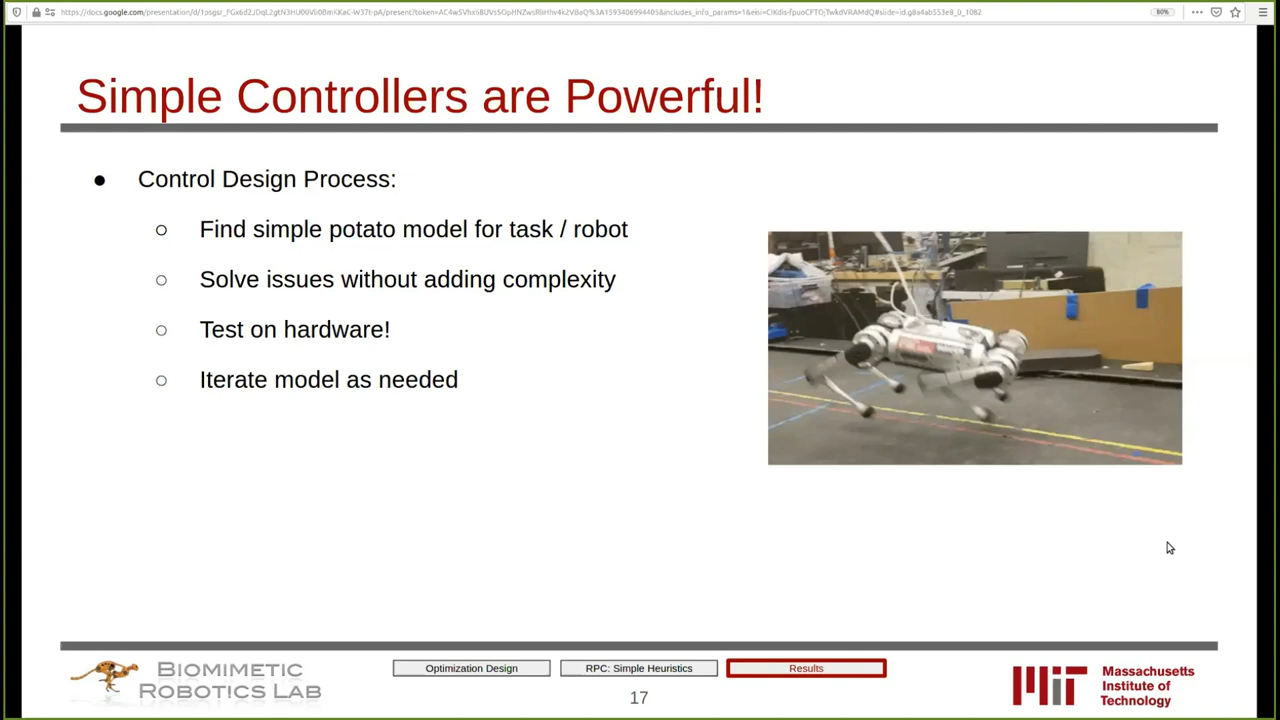 80%
Simple Controllers are Powerful!
Control Design Process:
Find simple potato model for task / robot
Solve issues without adding complexity
Test on hardware!
Iterate model as needed
BIOMIMETIC
ROBOTICS LAB
Optimization Design
RPC: Simple Heuristics
Results
17
Massachusetts
Institute of
Technology